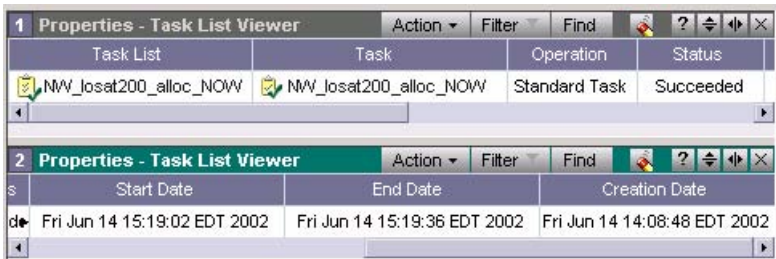 1 Properties - Task List Viewer Action Filter Find ?
Task List Task Operation Status
NW_losat200_alloc_NOW NW_losat200_alloc_NOW Standard Task Succeeded
2 Properties - Task List Viewer Action Filter Find ?
s Start Date End Date Creation Date
de Fri Jun 14 15:19:02 EDT 2002 Fri Jun 14 15:19:36 EDT 2002 Fri Jun 14 14:08:48 EDT 2002